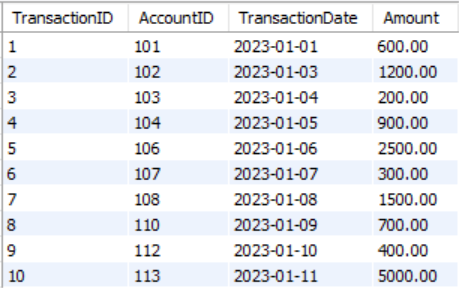 TransactionID AccountID TransactionDate Amount
1 101 2023-01-01 600.00
2 102 2023-01-03 1200.00
3 103 2023-01-04 200.00
4 104 2023-01-05 900.00
5 106 2023-01-06 2500.00
6 107 2023-01-07 300.00
7 108 2023-01-08 1500.00
8 110 2023-01-09 700.00
9 112 2023-01-10 400.00
10 113 2023-01-11 5000.00